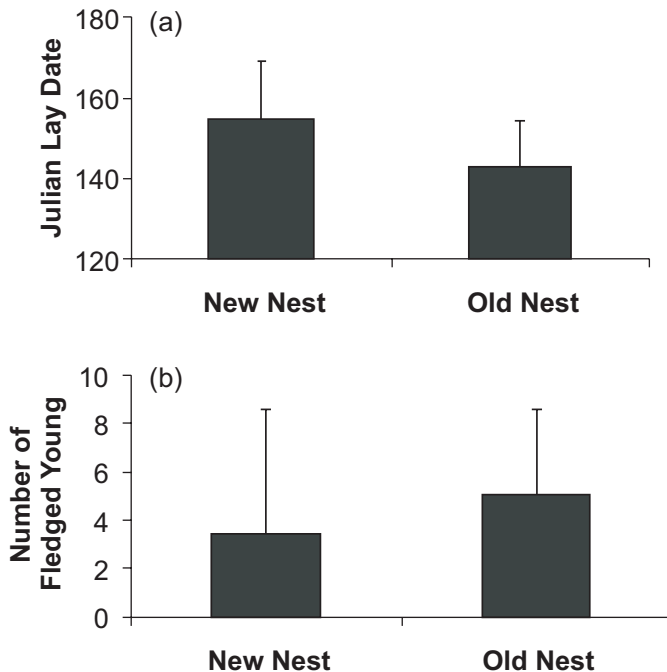 (a)
Julian Lay Date
180
160
140
120
New Nest Old Nest
(b)
Number of
Fledged Young
10
8
6
4
2
0
New Nest Old Nest